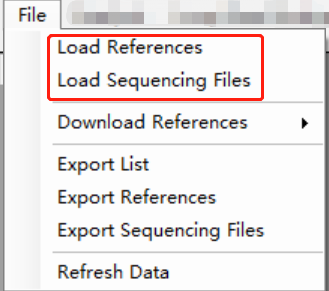 File
Load References
Load Sequencing Files
Download References
Export List
Export References
Export Sequencing Files
Refresh Data